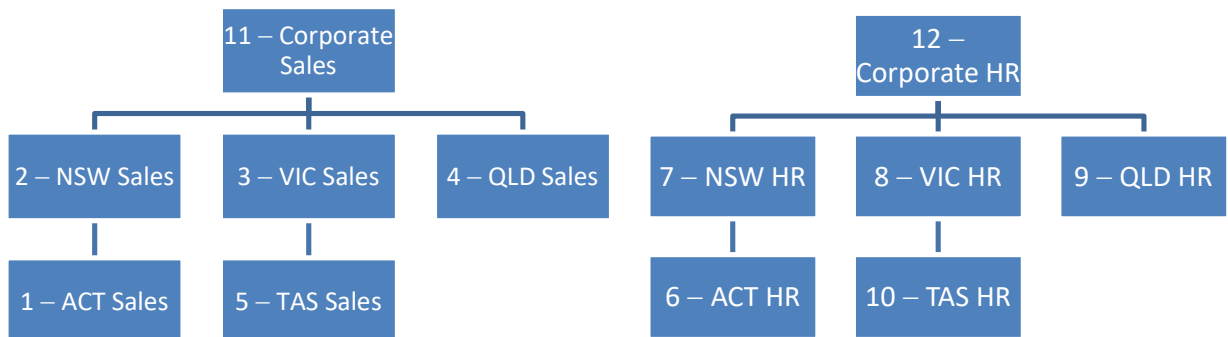 11 – Corporate
Sales
12 –
Corporate HR
2 – NSW Sales
3 – VIC Sales
4 – QLD Sales
7 – NSW HR
8 – VIC HR
9 – QLD HR
1 – ACT Sales
5 – TAS Sales
6 – ACT HR
10 – TAS HR